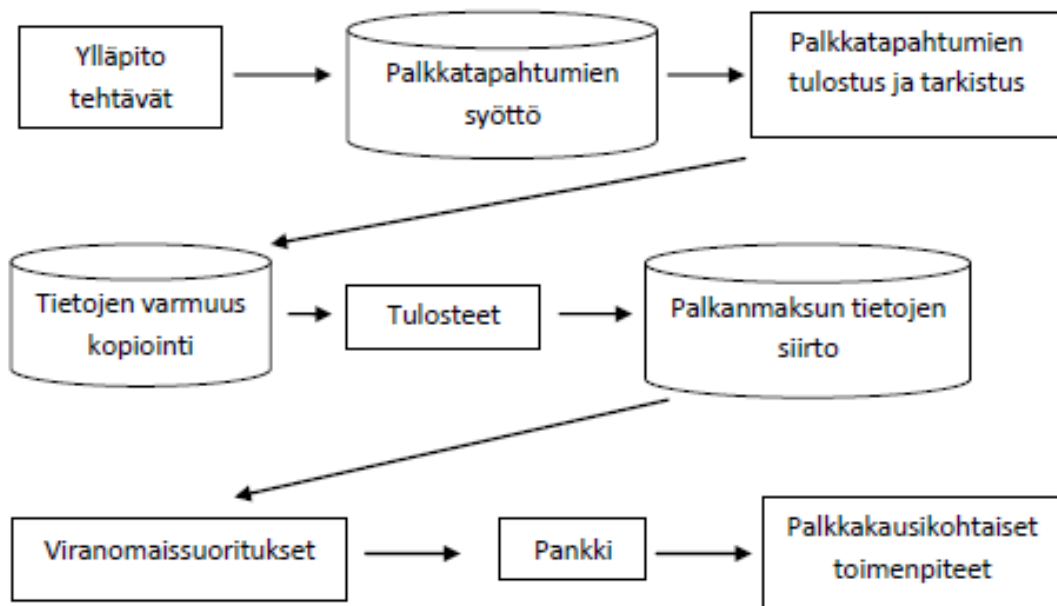 Ylläpito
tehtävät
Palkkatapahtumien
syöttö
Palkkatapahtumien
tulostus ja tarkistus
Tietojen varmuus
kopiointi
Tulosteet
Palkanmaksun tietojen
siirto
Viranomaissuoritukset
Pankki
Palkkakausikohtaiset
toimenpiteet